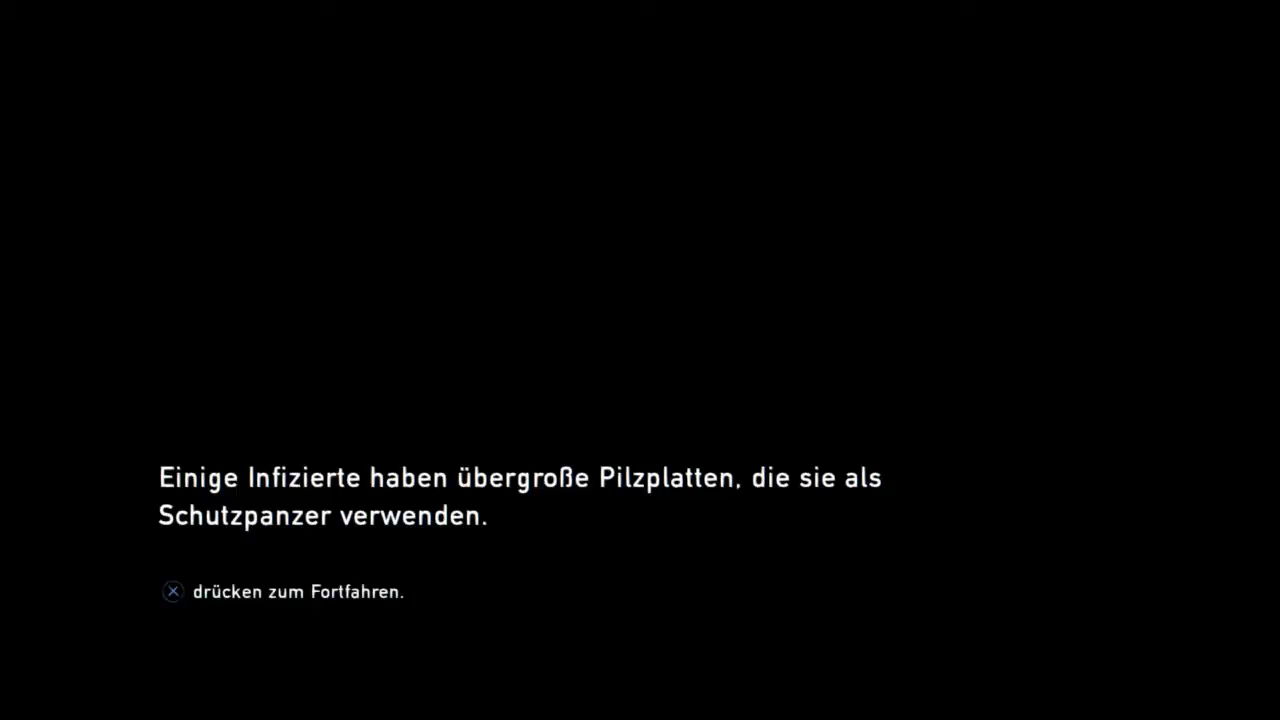 Einige Infizierte haben übergroße Pilzplatten, die sie als
Schutzpanzer verwenden.
drücken zum Fortfahren.